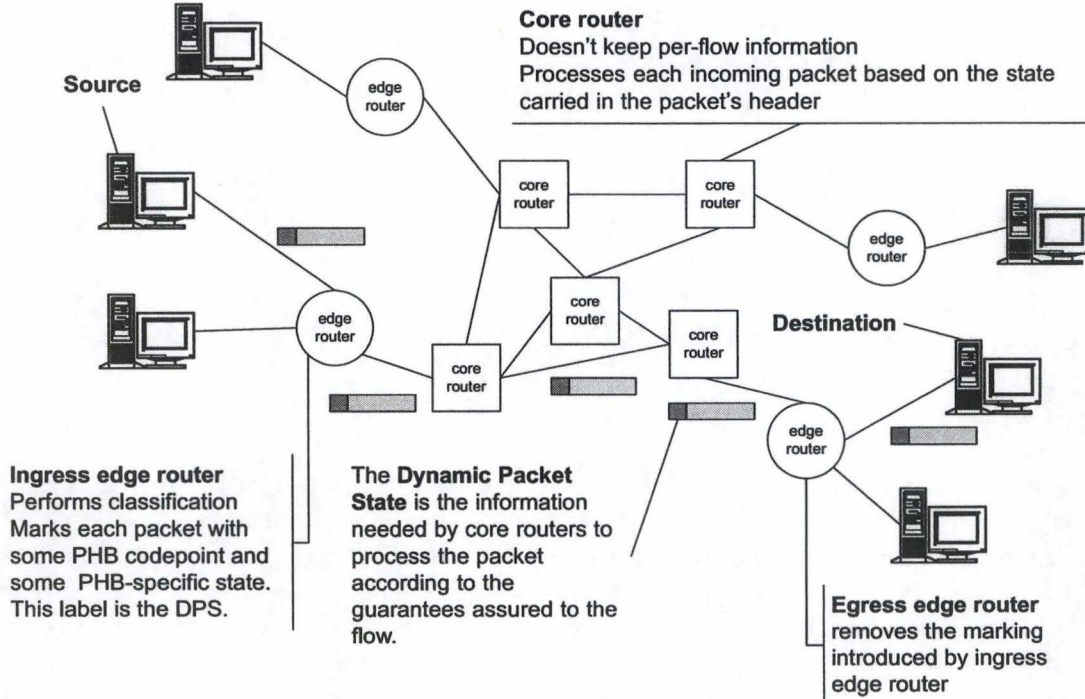 Core router
Doesn't keep per-flow information
Processes each incoming packet based on the state
carried in the packet's header
Source
edge
router
core
router
core
router
edge
router
edge
router
core
router
core
router
core
router
Destination
edge
router
Ingress edge router
Performs classification
Marks each packet with
some PHB codepoint and
some PHB-specific state.
This label is the DPS.
The Dynamic Packet
State is the information
needed by core routers to
process the packet
according to the
guarantees assured to the
flow.
Egress edge router
removes the marking
introduced by ingress
edge router